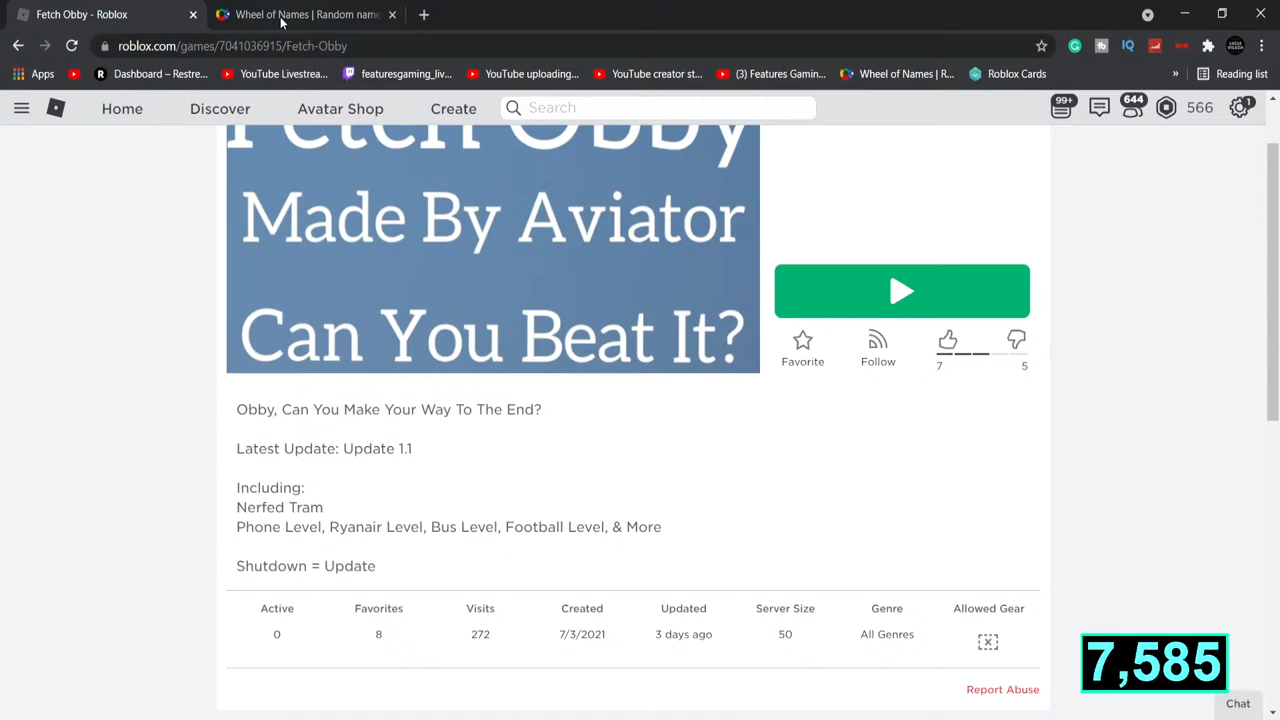 Fetch Obby - Roblox
Wheel of Names | Random name
roblox.com/games/7041036915/Fetch-Obby
Apps
Dashboard – Restre...
YouTube Livestrea...
featuresgaming_liv...
YouTube uploading...
YouTube creator st...
(3) Features Gamin...
Wheel of Names | R...
Roblox Cards
»
Reading list
Home
Discover
Avatar Shop
Create
Search
99+
644
566
1
Fetch Obby
Made By Aviator
Can You Beat It?
Favorite
Follow
7
5
Obby, Can You Make Your Way To The End?
Latest Update: Update 1.1
Including:
Nerfed Tram
Phone Level, Ryanair Level, Bus Level, Football Level, & More
Shutdown = Update
Active Favorites Visits Created Updated Server Size Genre Allowed Gear
0 8 272 7/3/2021 3 days ago 50 All Genres
Report Abuse
7,585
Chat